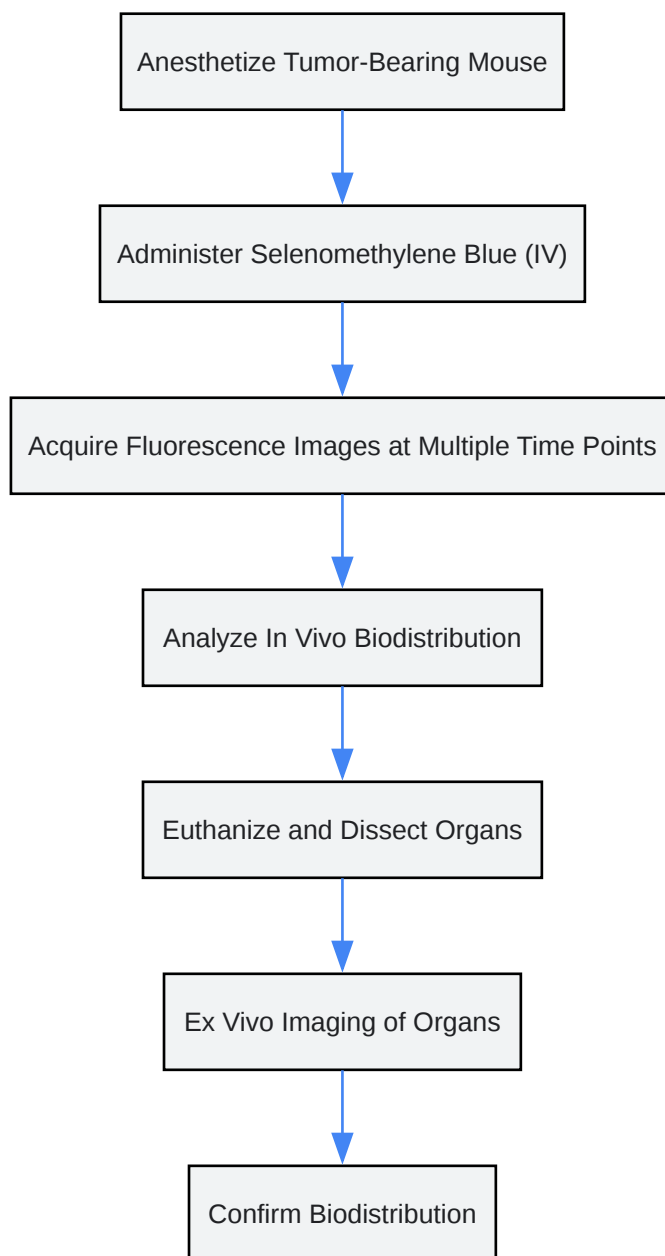 Anesthetize Tumor-Bearing Mouse
Administer Selenomethylene Blue (IV)
Acquire Fluorescence Images at Multiple Time Points
Analyze In Vivo Biodistribution
Euthanize and Dissect Organs
Ex Vivo Imaging of Organs
Confirm Biodistribution